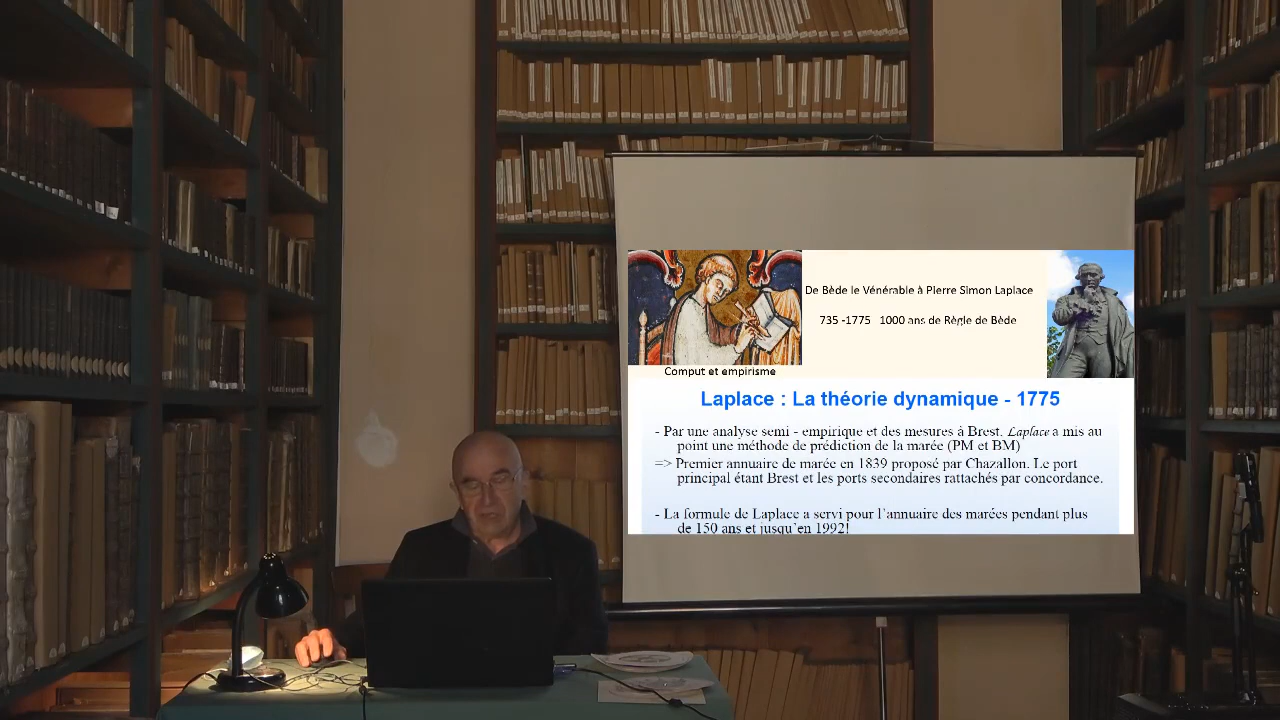 De Bède le Vénérable à Pierre Simon Laplace
735 -1775 1000 ans de Règle de Bède
Comput et empirisme
Laplace : La théorie dynamique - 1775
- Par une analyse semi - empirique et des mesures à Brest, Laplace a mis au
point une méthode de prédiction de la marée (PM et BM)
=> Premier annuaire de marée en 1839 proposé par Chazallon. Le port
principal étant Brest et les ports secondaires rattachés par concordance.
- La formule de Laplace a servi pour l'annuaire des marées pendant plus
de 150 ans et jusqu'en 1992!